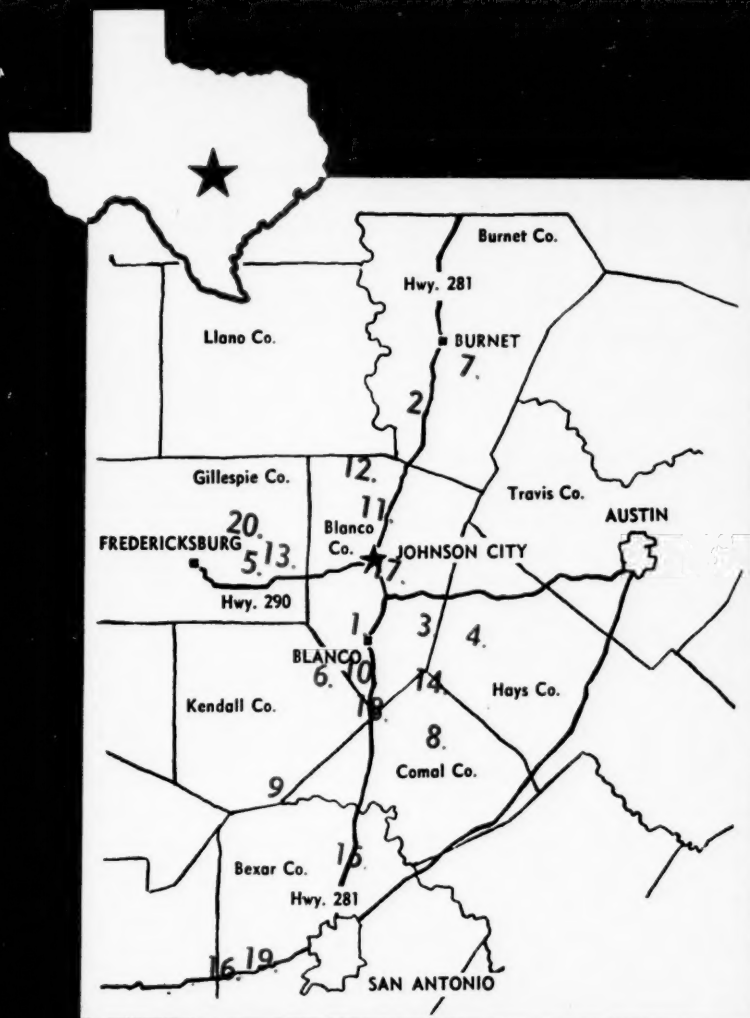 Burnet Co.
Hwy. 281
Llano Co.
BURNET
7.
2
12.
Gillespie Co.
11.
Travis Co.
20.
Blanco Co.
AUSTIN
FREDERICKSBURG
5. 13.
JOHNSON CITY
7.
Hwy. 290
1.
3.
4.
BLANCO
6.
10
14.
Hays Co.
Kendall Co.
18.
8.
Comal Co.
9
15.
Bexar Co.
Hwy. 281
16. 19.
SAN ANTONIO